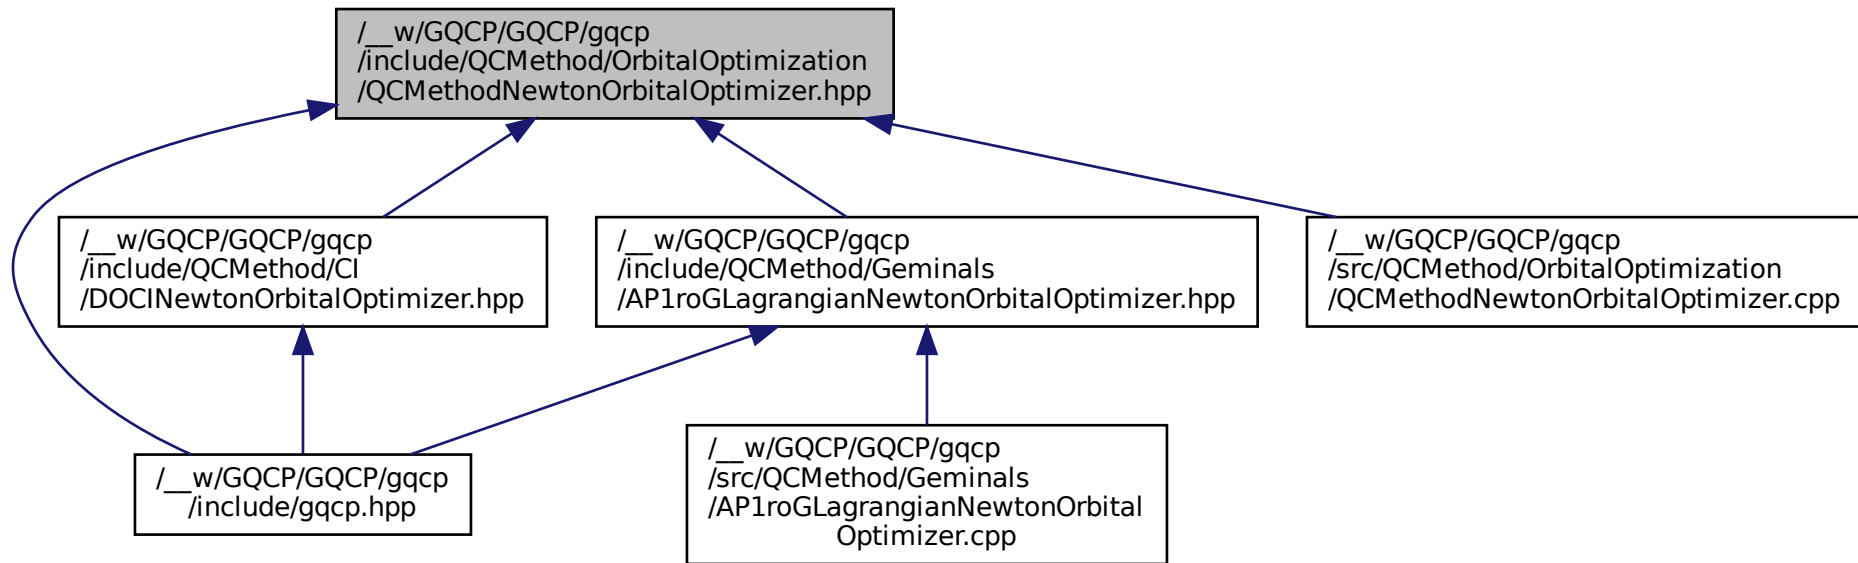 /__w/GQCP/GQCP/gqcp
/include/QCMethod/OrbitalOptimization
/QCMethodNewtonOrbitalOptimizer.hpp
/__w/GQCP/GQCP/gqcp
/include/QCMethod/CI
/DOCINewtonOrbitalOptimizer.hpp
/__w/GQCP/GQCP/gqcp
/include/QCMethod/Geminals
/AP1roGLagrangianNewtonOrbitalOptimizer.hpp
/__w/GQCP/GQCP/gqcp
/src/QCMethod/OrbitalOptimization
/QCMethodNewtonOrbitalOptimizer.cpp
/__w/GQCP/GQCP/gqcp
/include/gqcp.hpp
/__w/GQCP/GQCP/gqcp
/src/QCMethod/Geminals
/AP1roGLagrangianNewtonOrbital
Optimizer.cpp